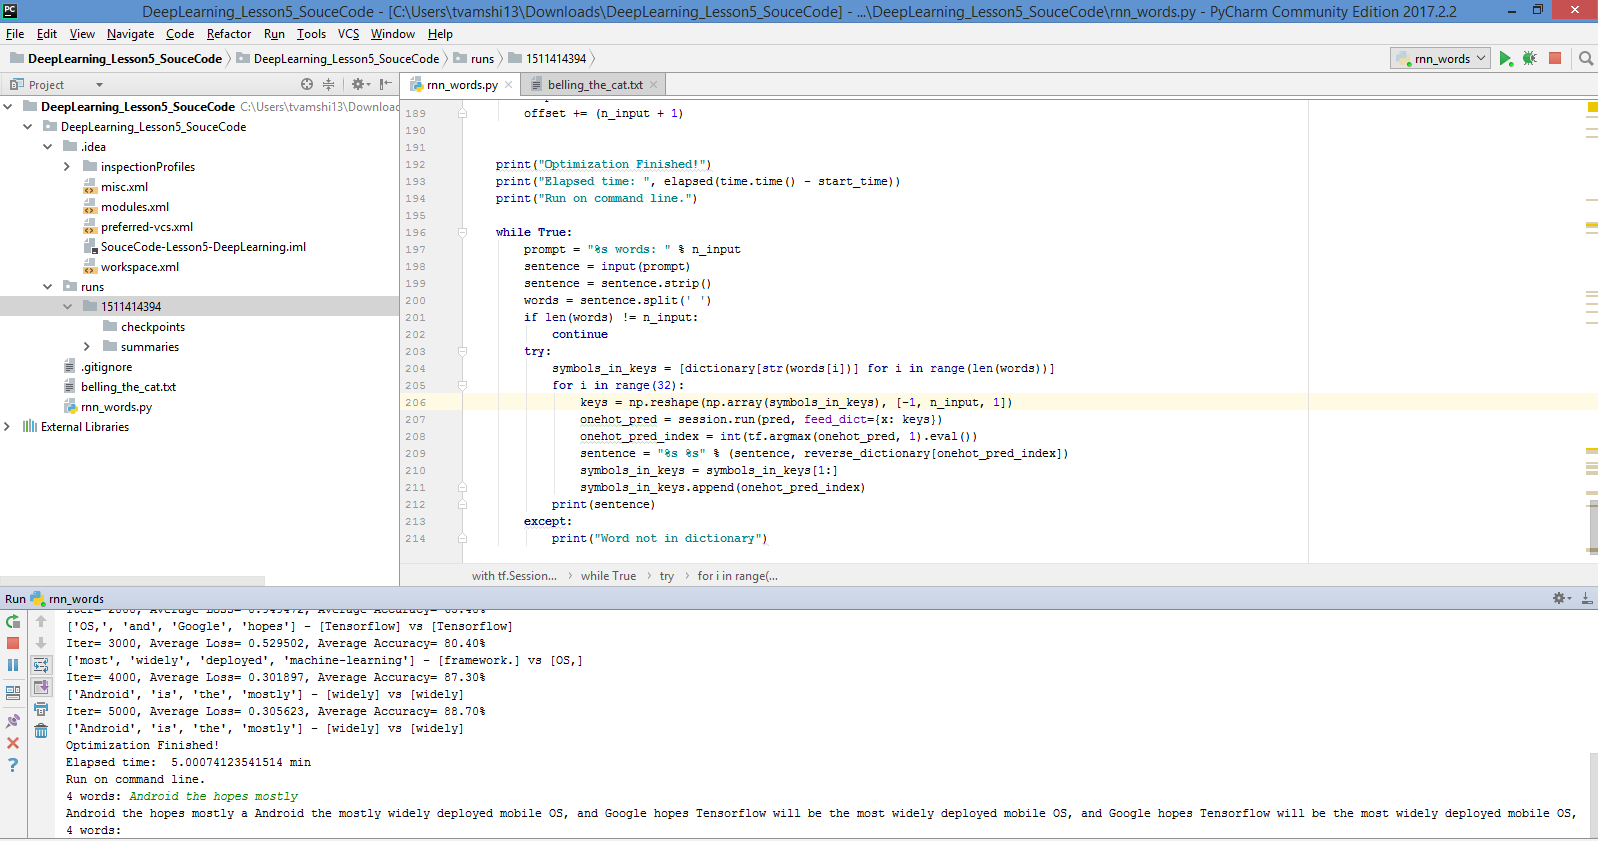 DeepLearning_Lesson5_SouceCode - [C:\Users\tvamshi13\Downloads\DeepLearning_Lesson5_SouceCode] - ...\DeepLearning_Lesson5_SouceCode\rnn_words.py - PyCharm Community Edition 2017.2.2
File Edit View Navigate Code Refactor Run Tools VCS Window Help
DeepLearning_Lesson5_SouceCode DeepLearning_Lesson5_SouceCode runs 1511414394 rnn_words
Project rnn_words.py belling_the_cat.txt
DeepLearning_Lesson5_SouceCode C:\Users\tvamshi13\Downloac
DeepLearning_Lesson5_SouceCode
.idea
inspectionProfiles
misc.xml
modules.xml
preferred-vcs.xml
SouceCode-Lesson5-DeepLearning.iml
workspace.xml
runs
1511414394
checkpoints
summaries
.gitignore
belling_the_cat.txt
rnn_words.py
External Libraries
189 offset += (n_input + 1)
190
191
192 print("Optimization Finished!")
193 print("Elapsed time: ", elapsed(time.time() - start_time))
194 print("Run on command line.")
195
196 while True:
197 prompt = "%s words: " % n_input
198 sentence = input(prompt)
199 sentence = sentence.strip()
200 words = sentence.split(' ')
201 if len(words) != n_input:
202 continue
203 try:
204 symbols_in_keys = [dictionary[str(words[i])] for i in range(len(words))]
205 for i in range(32):
206 keys = np.reshape(np.array(symbols_in_keys), [-1, n_input, 1])
207 onehot_pred = session.run(pred, feed_dict={x: keys})
208 onehot_pred_index = int(tf.argmax(onehot_pred, 1).eval())
209 sentence = "%s %s" % (sentence, reverse_dictionary[onehot_pred_index])
210 symbols_in_keys = symbols_in_keys[1:]
211 symbols_in_keys.append(onehot_pred_index)
212 print(sentence)
213 except:
214 print("Word not in dictionary")
with tf.Session... while True try for i in range(...
Run rnn_words
Iter= 2000, Average Loss= 0.949472, Average Accuracy= 63.40%
['OS,', 'and', 'Google', 'hopes'] - [Tensorflow] vs [Tensorflow]
Iter= 3000, Average Loss= 0.529502, Average Accuracy= 80.40%
['most', 'widely', 'deployed', 'machine-learning'] - [framework.] vs [OS,]
Iter= 4000, Average Loss= 0.301897, Average Accuracy= 87.30%
['Android', 'is', 'the', 'mostly'] - [widely] vs [widely]
Iter= 5000, Average Loss= 0.305623, Average Accuracy= 88.70%
['Android', 'is', 'the', 'mostly'] - [widely] vs [widely]
Optimization Finished!
Elapsed time:  5.00074123541514 min
Run on command line.
4 words: Android the hopes mostly
Android the hopes mostly a Android the mostly widely deployed mobile OS, and Google hopes Tensorflow will be the most widely deployed mobile OS, and Google hopes Tensorflow will be the most widely deployed mobile OS,
4 words: